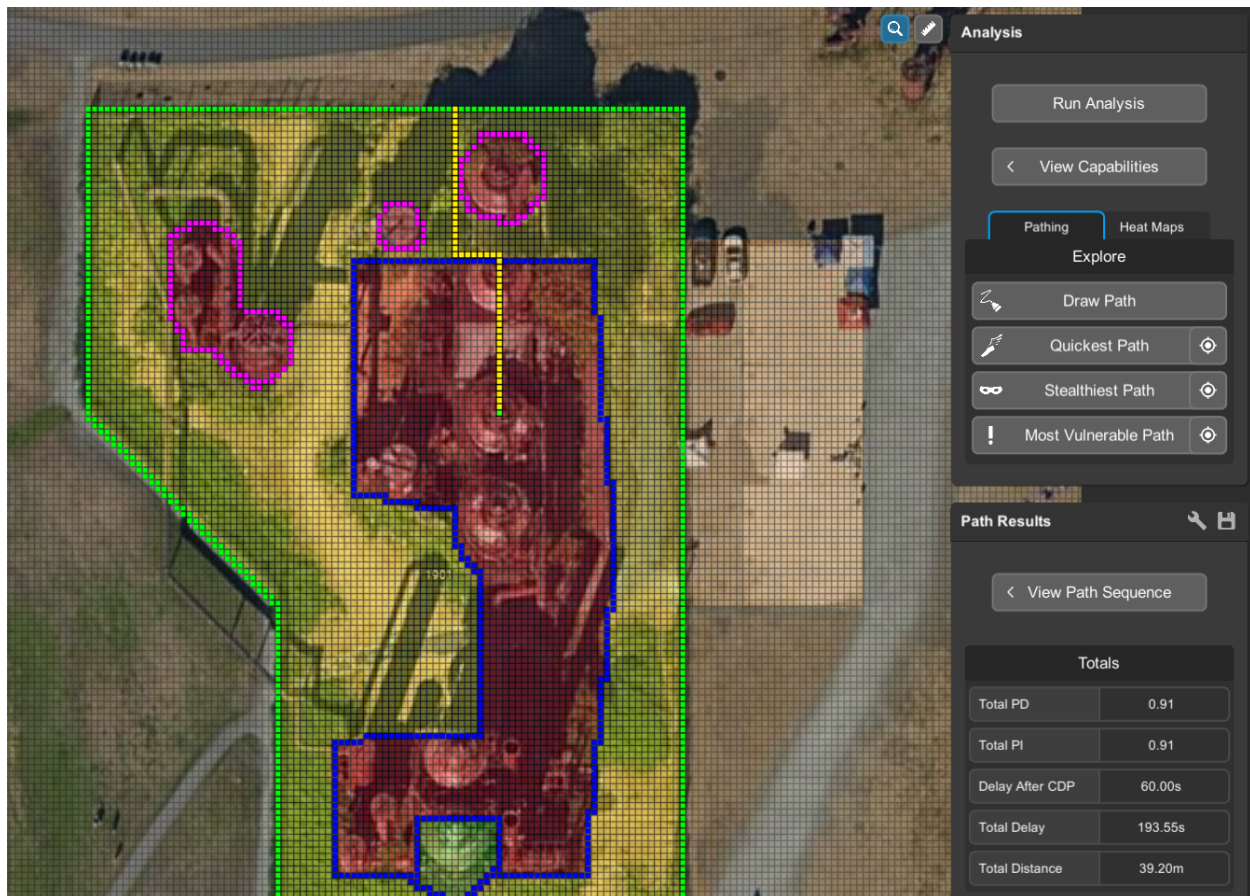 Analysis
Run Analysis
View Capabilities
Pathing Heat Maps
Explore
Draw Path
Quickest Path
Stealthiest Path
Most Vulnerable Path
Path Results
View Path Sequence
Totals
Total PD 0.91
Total PI 0.91
Delay After CDP 60.00s
Total Delay 193.55s
Total Distance 39.20m
1901